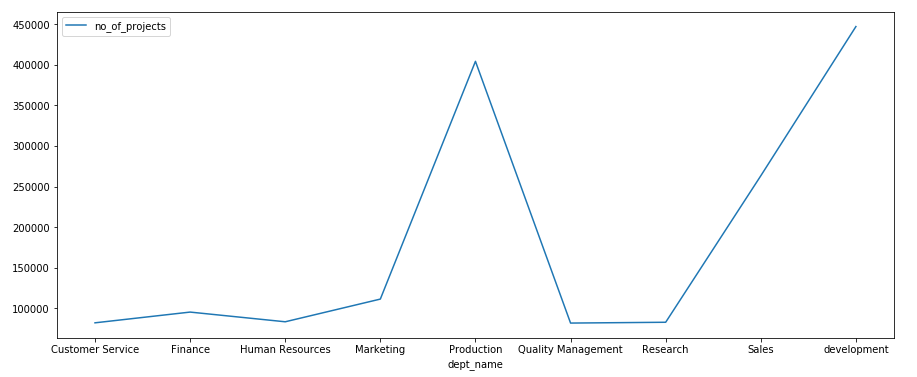 no_of_projects
450000
400000
350000
300000
250000
200000
150000
100000
Customer Service Finance Human Resources Marketing Production Quality Management Research Sales development
dept_name